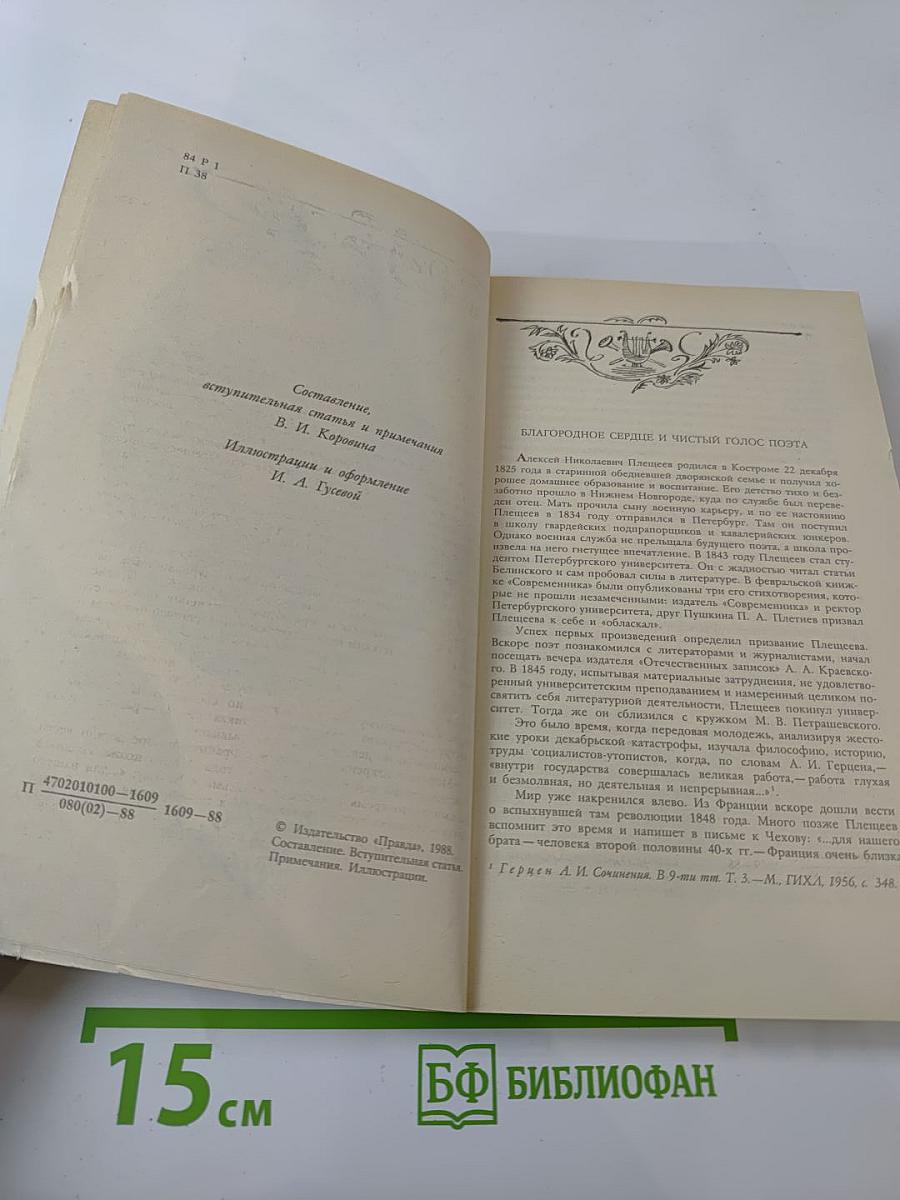 84 Р 1
П 38
Составление,
вступительная статья и примечания
В. И. Коровина
Иллюстрации и оформление
И. А. Гусевой
П 4702010100—1609
080(02)—88
1609—88
© Издательство «Правда», 1988.
Составление. Вступительная статья.
Примечания. Иллюстрации.
БЛАГОРОДНОЕ СЕРДЦЕ И ЧИСТЫЙ ГОЛОС ПОЭТА
Алексей Николаевич Плещеев родился в Костроме 22 декабря
1825 года в старинной обедневшей дворянской семье и получил хо-
рошее домашнее образование и воспитание. Его детство тихо и без-
заботно прошло в Нижнем Новгороде, куда по службе был переве-
ден отец. Мать прочила сыну военную карьеру, и по ее настоянию
Плещеев в 1834 году отправился в Петербург. Там он поступил
в школу гвардейских подпрапорщиков и кавалерийских юнкеров.
Однако военная служба не прельщала будущего поэта, а школа про-
извела на него гнетущее впечатление. В 1843 году Плещеев стал сту-
дентом Петербургского университета. Он с жадностью читал статьи
Белинского и сам пробовал силы в литературе. В февральской книж-
ке «Современника» были опубликованы три его стихотворения, кото-
рые не прошли незамеченными: издатель «Современника» и ректор
Петербургского университета, друг Пушкина П. А. Плетнев призвал
Плещеева к себе и «обласкал».
Успех первых произведений определил призвание Плещеева.
Вскоре поэт познакомился с литераторами и журналистами, начал
посещать вечера издателя «Отечественных записок» А. А. Краевско-
го. В 1845 году, испытывая материальные затруднения, не удовлетво-
ренный университетским преподаванием и намеренный целиком по-
святить себя литературной деятельности, Плещеев покинул универ-
ситет. Тогда же он сблизился с кружком М. В. Петрашевского.
Это было время, когда передовая молодежь, анализируя жесто-
кие уроки декабрьской катастрофы, изучала философию, историю,
труды социалистов-утопистов, когда, по словам А. И. Герцена,—
«внутри государства совершалась великая работа,— работа глухая
и безмолвная, но деятельная и непрерывная...»¹.
Мир уже накренился влево. Из Франции вскоре дошли вести
о вспыхнувшей там революции 1848 года. Много позже Плещеев
вспомнит это время и напишет в письме к Чехову: «...для нашего
брата — человека второй половины 40-х гг.— Франция очень близка
¹ Герцен А. И. Сочинения. В 9-ти тт. Т. 3.—М., ГИХЛ, 1956, с. 348.
15 см
БФ БИБЛИОФАН